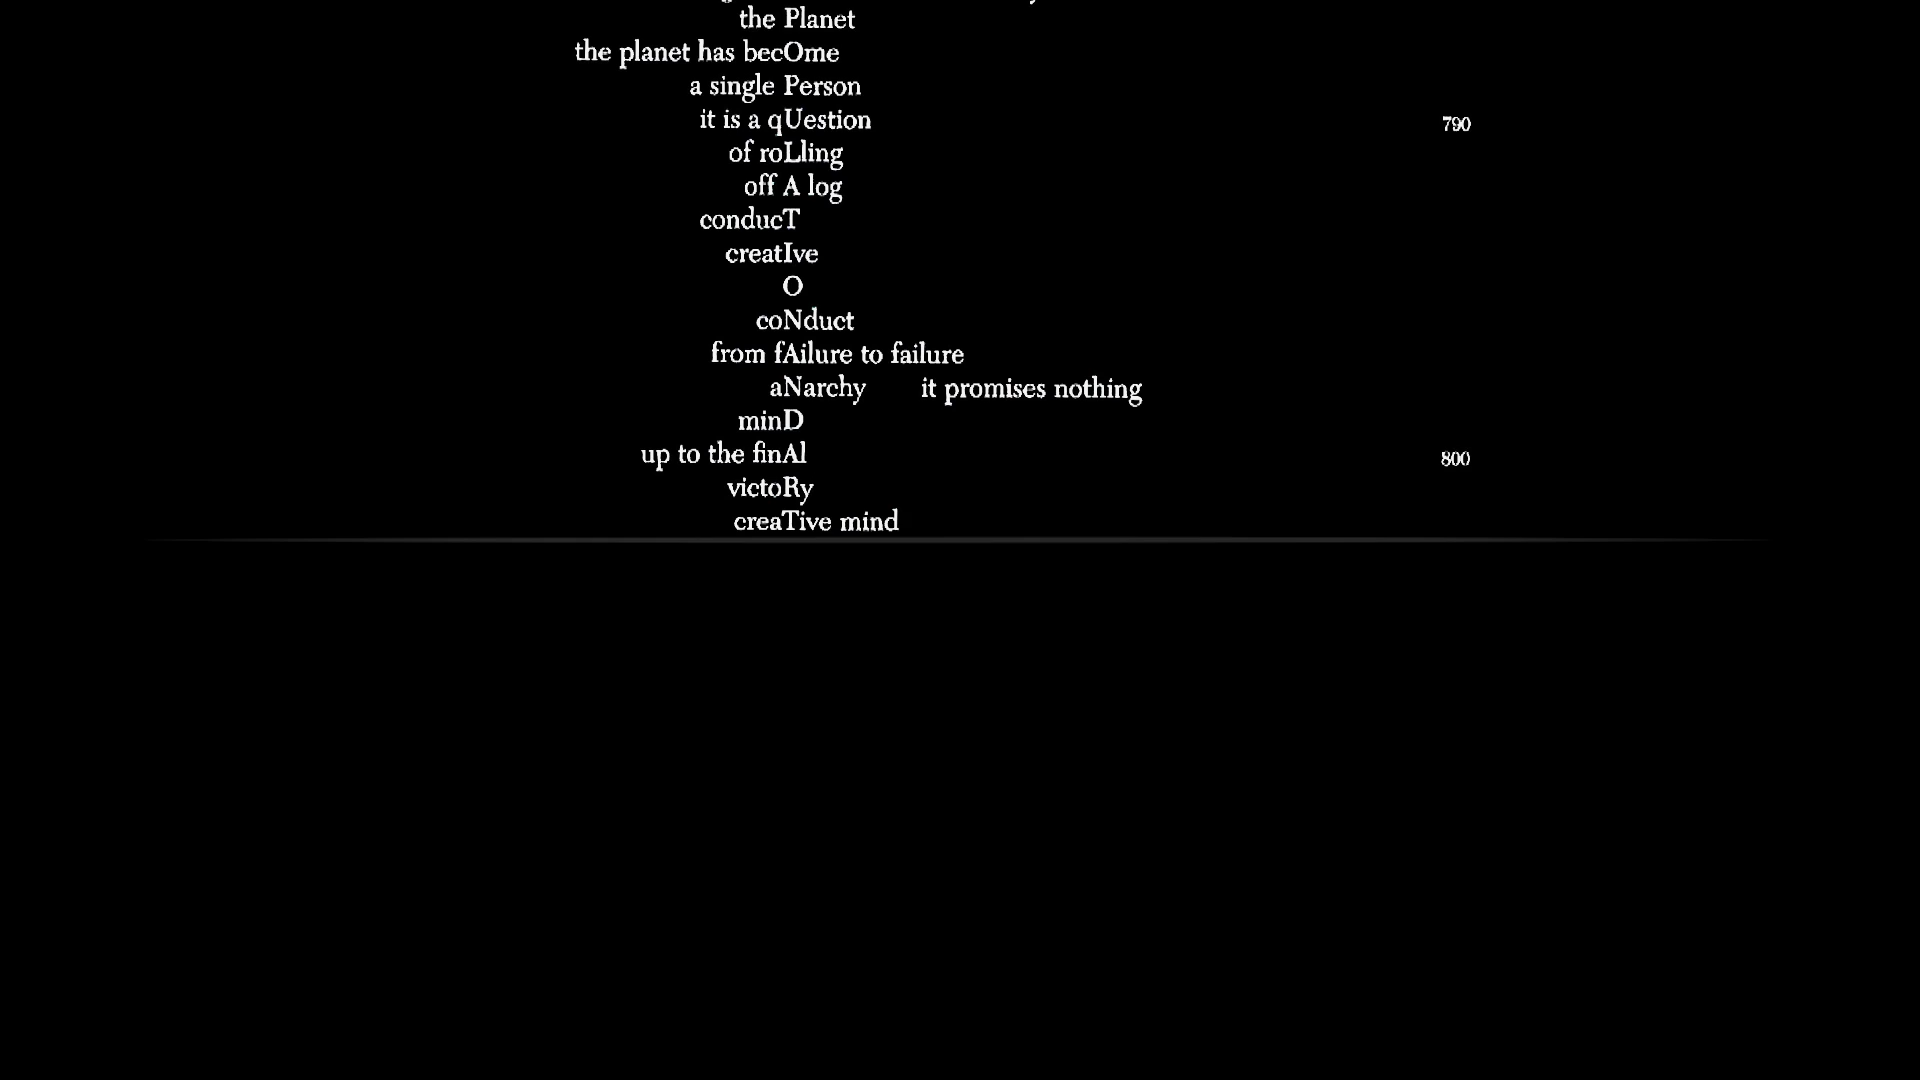 the Planet
the planet has becOme
a single Person
it is a qUestion 790
of roLling
off A log
conducT
creatIve
O
coNduct
from fAilure to failure
aNarchy it promises nothing
minD
up to the finAl 800
victoRy
creaTive mind